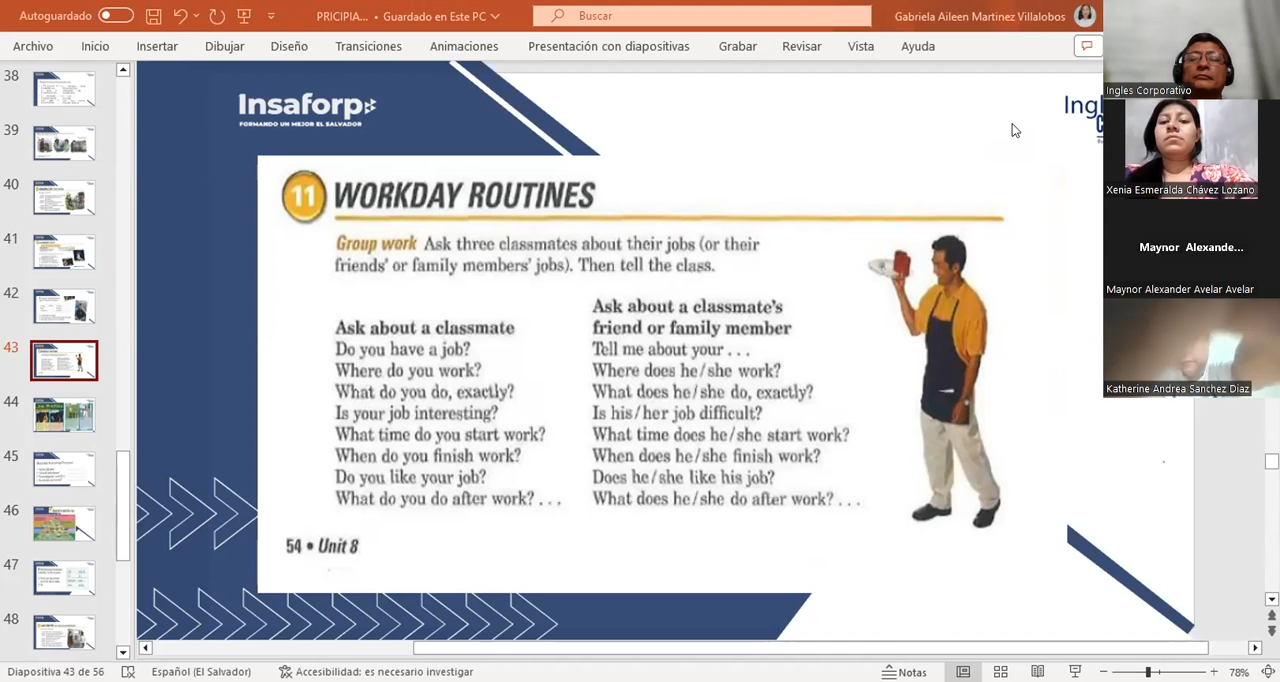 Autoguardado
PRICIPIA... • Guardado en Este PC
Buscar
Gabriela Aileen Martinez Villalobos
Archivo Inicio Insertar Dibujar Diseño Transiciones Animaciones Presentación con diapositivas Grabar Revisar Vista Ayuda
38
39
40
41
42
43
44
45
46
47
48
Insaforp
FORMANDO UN MEJOR EL SALVADOR
Ing
11 WORKDAY ROUTINES
Group work Ask three classmates about their jobs (or their
friends' or family members' jobs). Then tell the class.
Ask about a classmate
Do you have a job?
Where do you work?
What do you do, exactly?
Is your job interesting?
What time do you start work?
When do you finish work?
Do you like your job?
What do you do after work? . . .
Ask about a classmate's
friend or family member
Tell me about your . . .
Where does he/she work?
What does he/she do, exactly?
Is his/her job difficult?
What time does he/she start work?
When does he/she finish work?
Does he/she like his job?
What does he/she do after work? . . .
54 • Unit 8
Ingles Corporativo
Xenia Esmeralda Chávez Lozano
Maynor Alexande...
Maynor Alexander Avelar Avelar
Katherine Andrea Sanchez Diaz
Diapositiva 43 de 56
Español (El Salvador)
Accesibilidad: es necesario investigar
Notas
78%